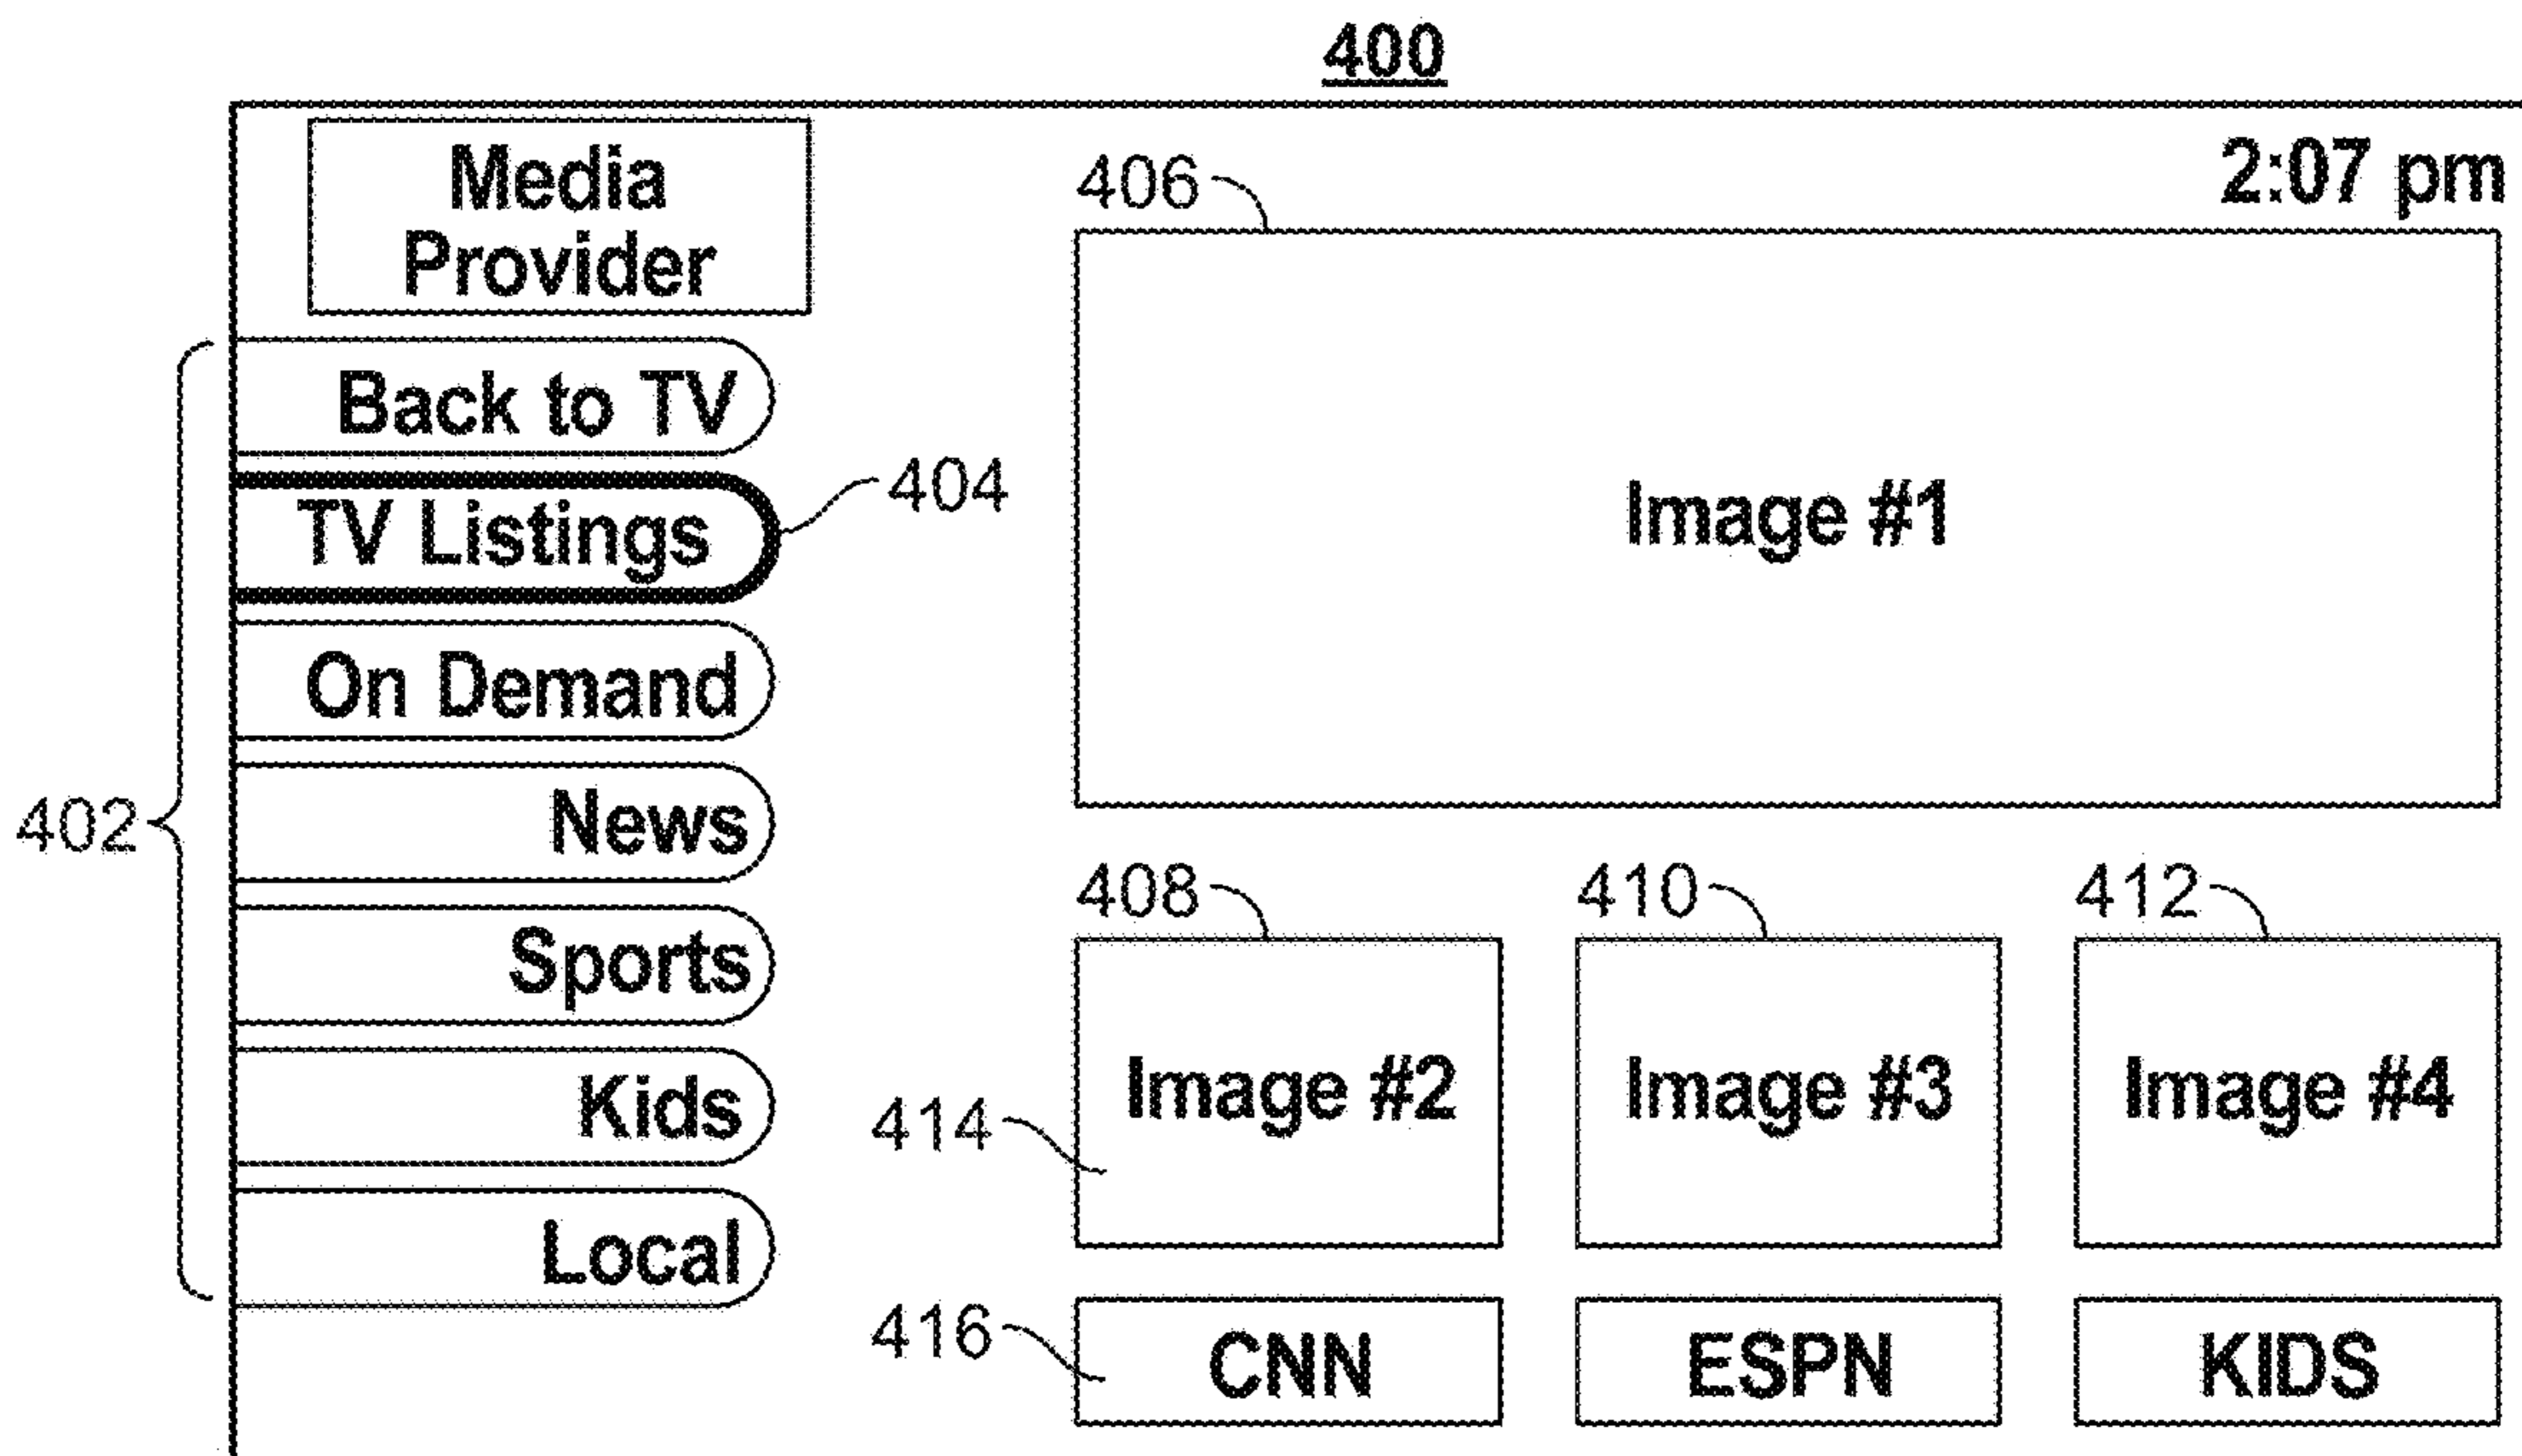 400
Media
Provider
2:07 pm
406
Back to TV
TV Listings
404
Image #1
On Demand
402
News
Sports
Kids
Local
408
410
412
Image #2
Image #3
Image #4
414
416
CNN
ESPN
KIDS